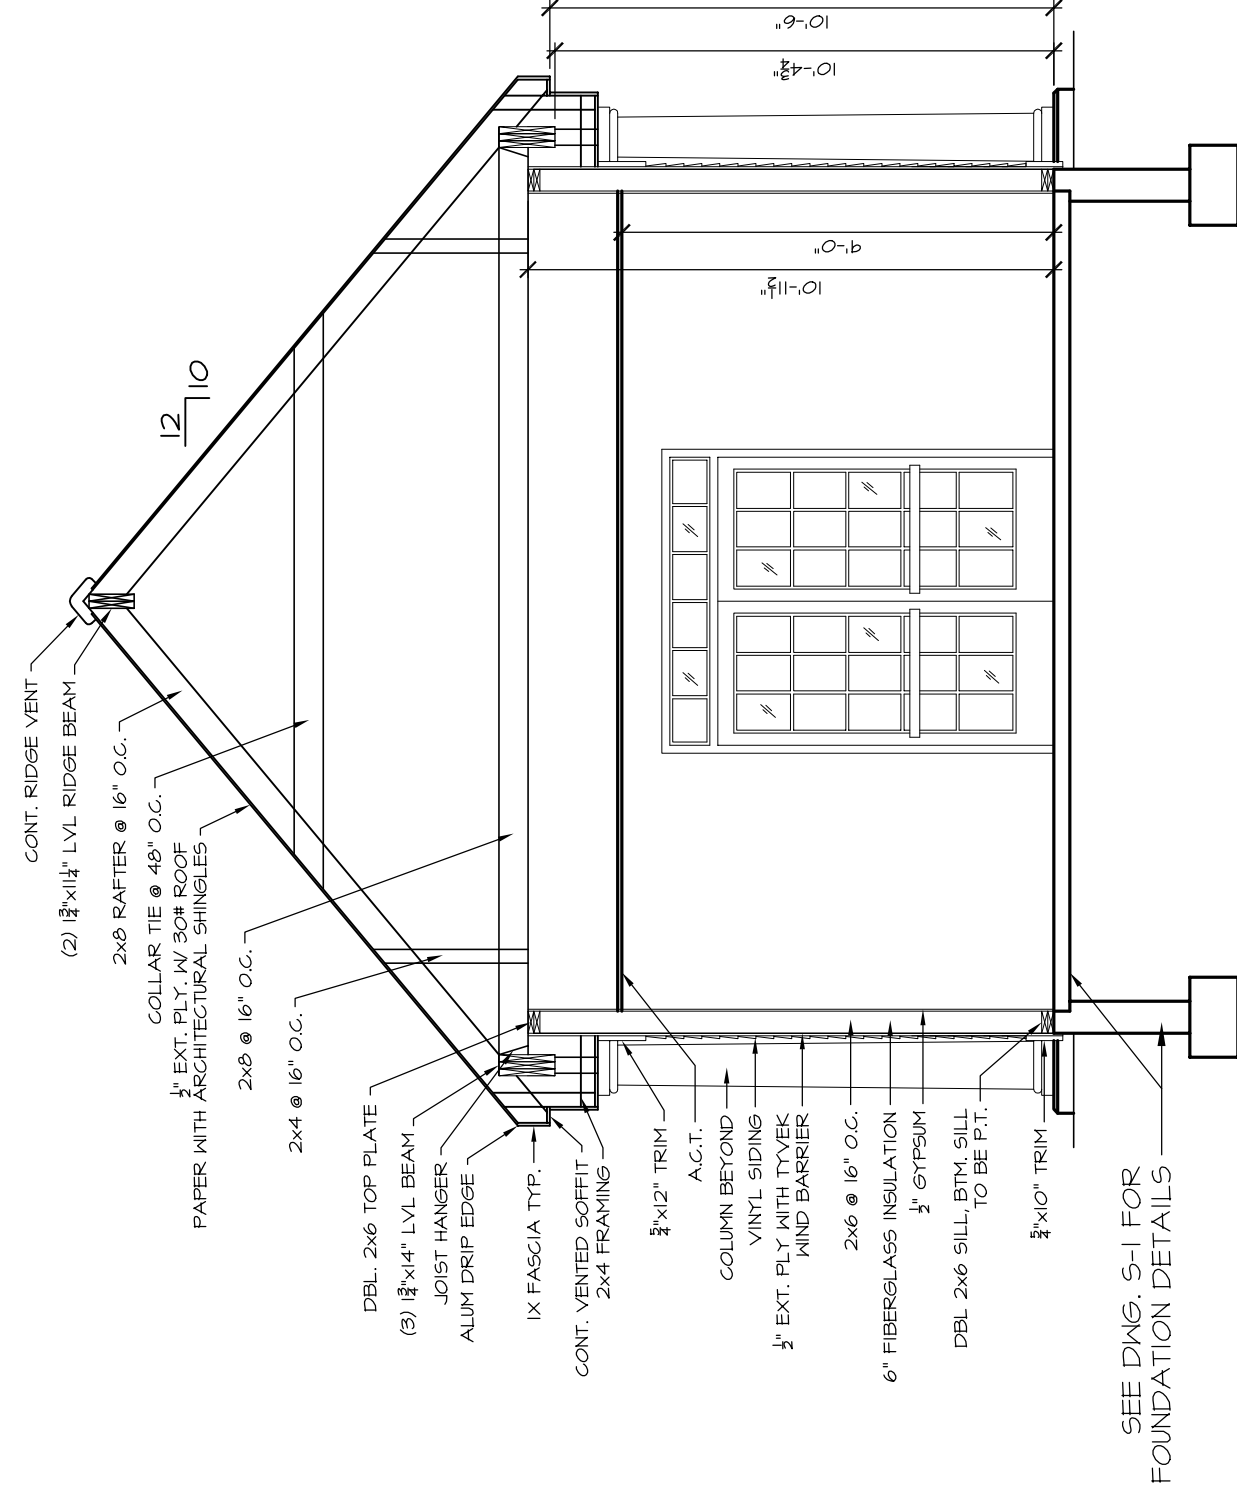 CONT. RIDGE VENT
(2) 1¾"x11¼" LVL RIDGE BEAM
2x8 RAFTER @ 16" O.C.
COLLAR TIE @ 48" O.C.
½" EXT. PLY. W/ 30# ROOF
PAPER WITH ARCHITECTURAL SHINGLES
2x8 @ 16" O.C.
2x4 @ 16" O.C.
DBL. 2x6 TOP PLATE
(3) 1¾"x14" LVL BEAM
JOIST HANGER
ALUM DRIP EDGE
1X FASCIA TYP.
CONT. VENTED SOFFIT
2x4 FRAMING
5/4"x12" TRIM
A.C.T.
COLUMN BEYOND
VINYL SIDING
½" EXT. PLY WITH TYVEK
WIND BARRIER
2x6 @ 16" O.C.
6" FIBERGLASS INSULATION
½" GYPSUM
DBL 2x6 SILL, BTM. SILL
TO BE P.T.
5/4"x10" TRIM
SEE DWG. S-1 FOR
FOUNDATION DETAILS
12
10
10'-11½"
9'-0"
10'-4¾"
10'-6"